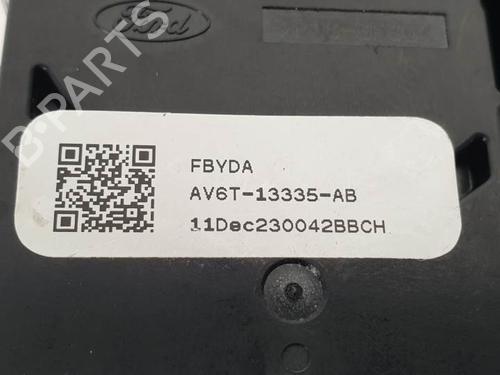 Ford
B-PARTS
FBYDA
AV6T-13335-AB
11Dec230042BBCH